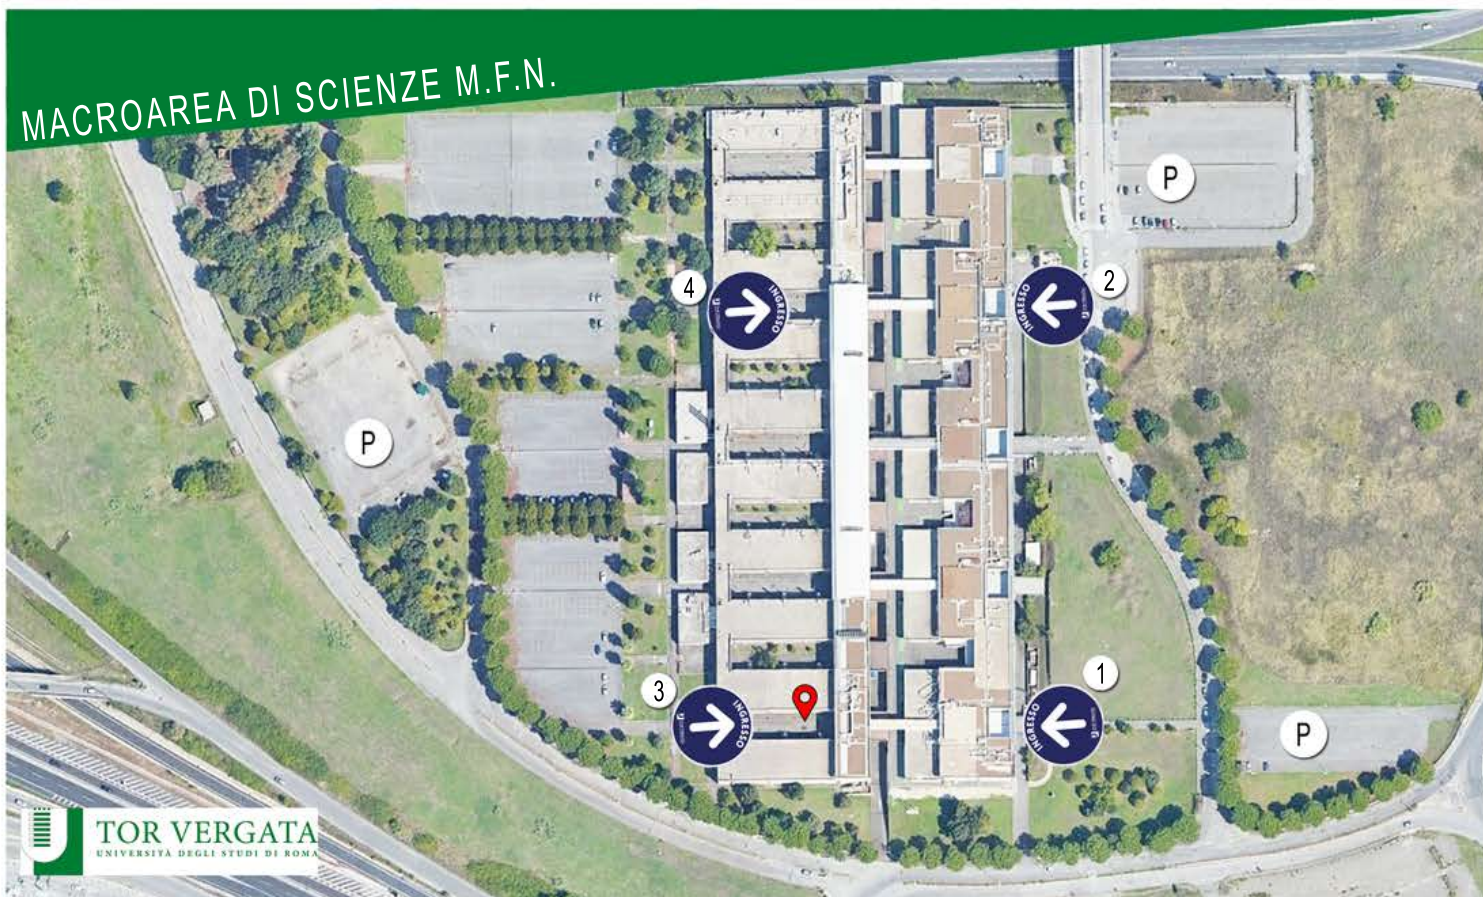 MACROAREA DI SCIENZE M.F.N.
P
4
INGRESSO
2
INGRESSO
P
3
INGRESSO
1
INGRESSO
P
TOR VERGATA
UNIVERSITÀ DEGLI STUDI DI ROMA